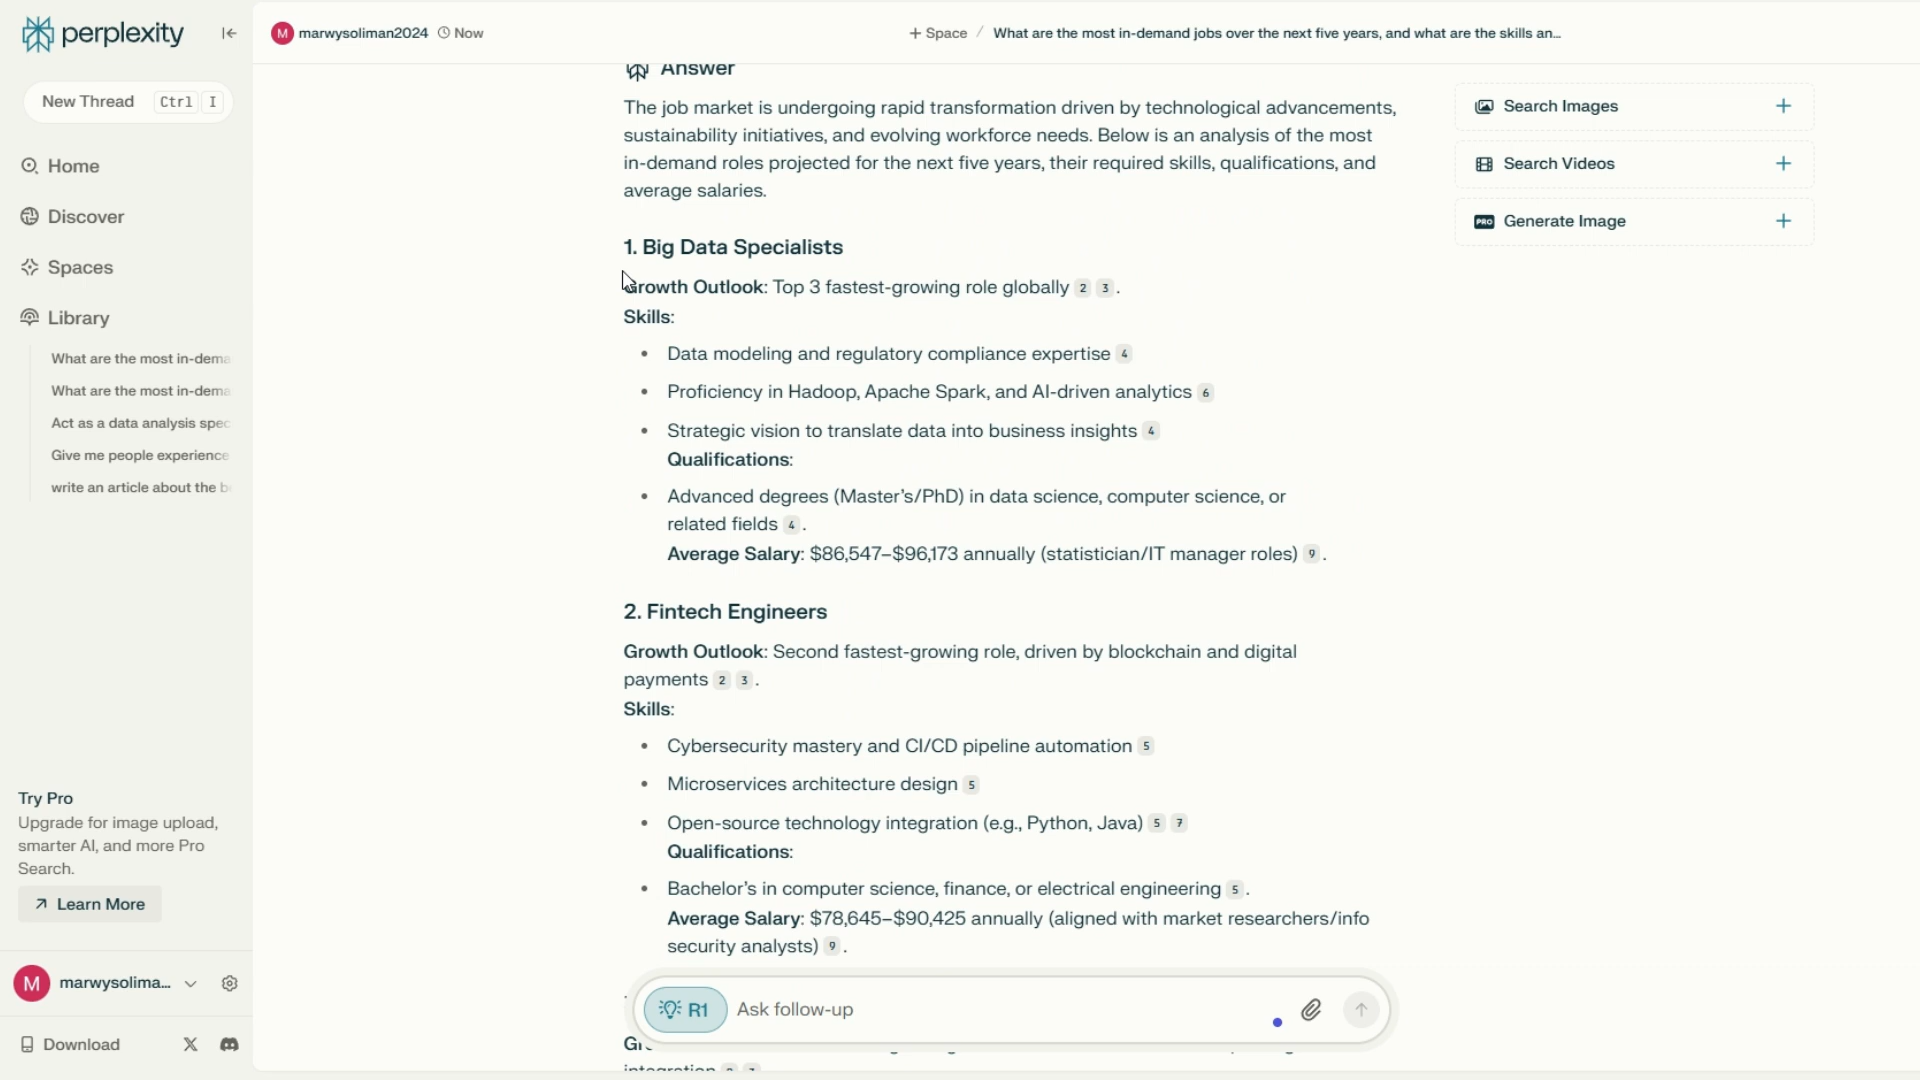 perplexity
New Thread Ctrl I
Home
Discover
Spaces
Library
What are the most in-dema
What are the most in-dema
Act as a data analysis spec
Give me people experience
write an article about the b
Try Pro
Upgrade for image upload,
smarter AI, and more Pro
Search.
Learn More
M marwysolima...
Download
M marwysoliman2024 Now
+ Space / What are the most in-demand jobs over the next five years, and what are the skills an...
Answer
The job market is undergoing rapid transformation driven by technological advancements,
sustainability initiatives, and evolving workforce needs. Below is an analysis of the most
in-demand roles projected for the next five years, their required skills, qualifications, and
average salaries.
1. Big Data Specialists
Growth Outlook: Top 3 fastest-growing role globally 2 3 .
Skills:
• Data modeling and regulatory compliance expertise 4
• Proficiency in Hadoop, Apache Spark, and AI-driven analytics 6
• Strategic vision to translate data into business insights 4
Qualifications:
• Advanced degrees (Master's/PhD) in data science, computer science, or
related fields 4 .
Average Salary: $86,547–$96,173 annually (statistician/IT manager roles) 9 .
2. Fintech Engineers
Growth Outlook: Second fastest-growing role, driven by blockchain and digital
payments 2 3 .
Skills:
• Cybersecurity mastery and CI/CD pipeline automation 5
• Microservices architecture design 5
• Open-source technology integration (e.g., Python, Java) 5 7
Qualifications:
• Bachelor's in computer science, finance, or electrical engineering 5 .
Average Salary: $78,645–$90,425 annually (aligned with market researchers/info
security analysts) 9 .
R1 Ask follow-up
integration
Search Images +
Search Videos +
PRO Generate Image +